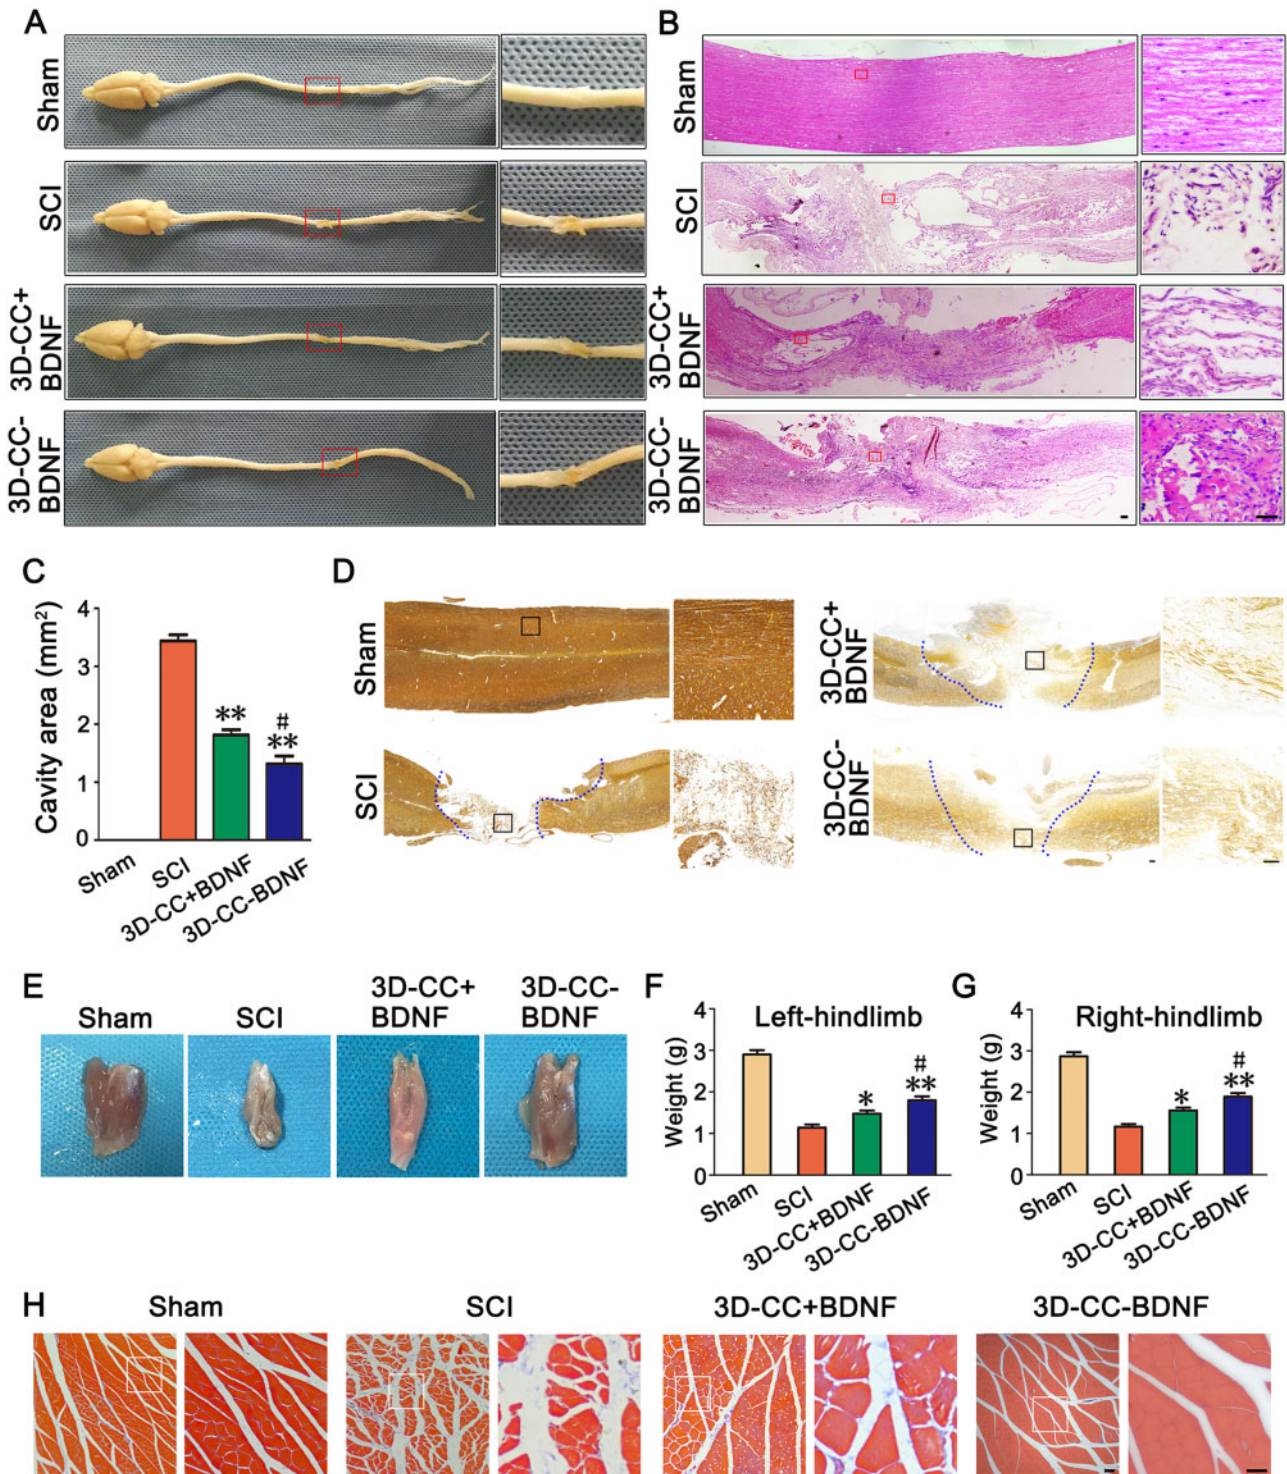 A
Sham
SCI
3D-CC+
BDNF
3D-CC-
BDNF
B
Sham
SCI
3D-CC+
BDNF
3D-CC-
BDNF
C
Cavity area (mm²)
4
3
2
1
0
**
#
**
Sham
SCI
3D-CC+BDNF
3D-CC-BDNF
D
Sham
SCI
3D-CC+
BDNF
3D-CC-
BDNF
E
Sham
SCI
3D-CC+
BDNF
3D-CC-
BDNF
F
Left-hindlimb
Weight (g)
4
3
2
1
0
*
#
**
Sham
SCI
3D-CC+BDNF
3D-CC-BDNF
G
Right-hindlimb
Weight (g)
4
3
2
1
0
*
#
**
Sham
SCI
3D-CC+BDNF
3D-CC-BDNF
H
Sham
SCI
3D-CC+BDNF
3D-CC-BDNF